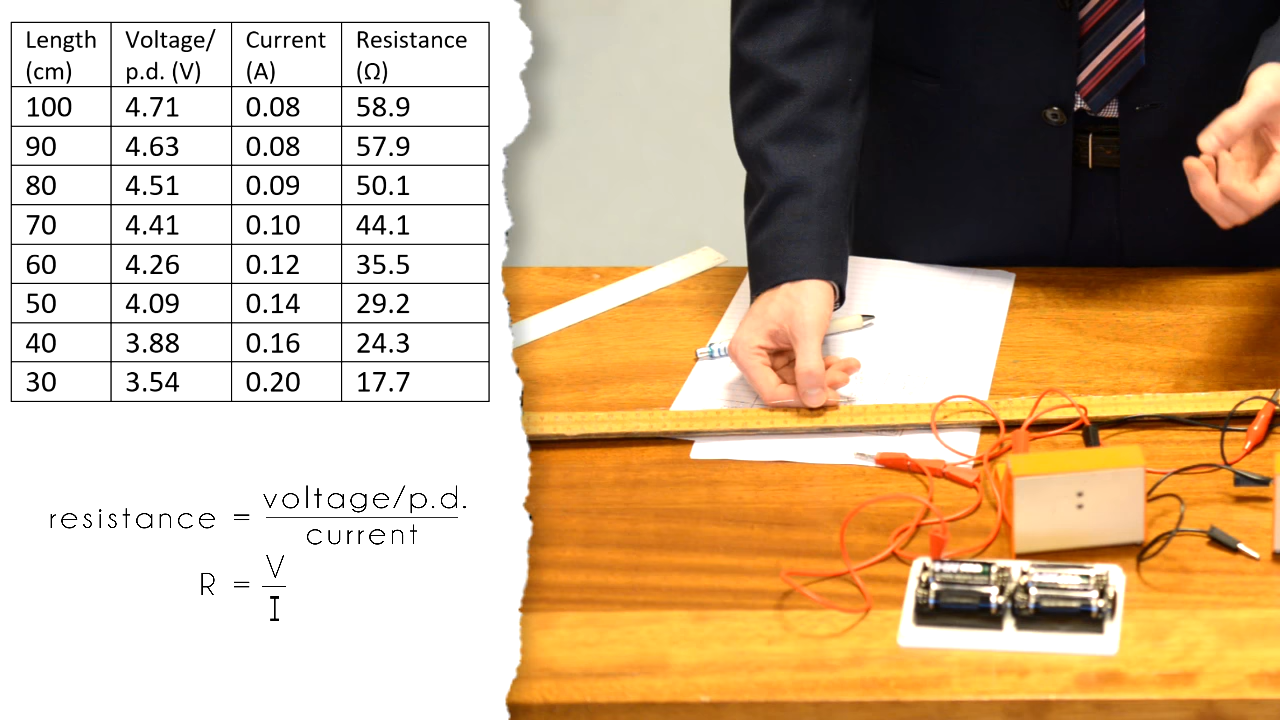 Length (cm) Voltage/ p.d. (V) Current (A) Resistance (Ω)
100 4.71 0.08 58.9
90 4.63 0.08 57.9
80 4.51 0.09 50.1
70 4.41 0.10 44.1
60 4.26 0.12 35.5
50 4.09 0.14 29.2
40 3.88 0.16 24.3
30 3.54 0.20 17.7
resistance = voltage/p.d.
current
R = V
I